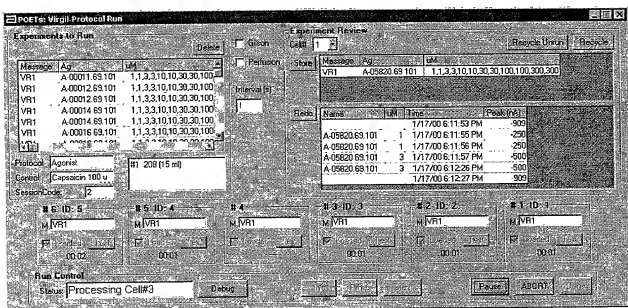 POETs: Virgil-Protocol Run
Experiments to Run
Delete
Message Ag uM
VR1 A-00011.69.101 1,1,3,3,10,10,30,30,100
VR1 A-00012.69.101 1,1,3,3,10,10,30,30,100
VR1 A-00012.69.101 1,1,3,3,10,10,30,30,100
VR1 A-00014.69.101 1,1,3,3,10,10,30,30,100
VR1 A-00014.69.101 1,1,3,3,10,10,30,30,100
VR1 A-00016.69.101 1,1,3,3,10,10,30,30,100
Protocol Agonist
Control Capsaicin 100 u
SessionCode 2
#1 208 (15 ml)
Gilson
Perfusion
Interval (s)
1
Experiment Review
Cell#: 1
Recycle Unrun
Recycle
Store
Message Ag uM
VR1 A-05820.69.101 1,1,3,3,10,10,30,30,100,100,300,300
Redo
Name uM Time Peak (nA)
1/17/00 6:11:53 PM -909
A-05820.69.101 1 1/17/00 6:11:55 PM -250
A-05820.69.101 1 1/17/00 6:11:56 PM -250
A-05820.69.101 3 1/17/00 6:11:57 PM -500
A-05820.69.101 3 1/17/00 6:12:26 PM -500
1/17/00 6:12:27 PM -909
# 6 ID: 5
M VR1
00:02
# 5 ID: 4
M VR1
00:01
# 4
M
# 3 ID: 3
M VR1
00:01
# 2 ID: 2
M VR1
00:01
# 1 ID: 1
M VR1
00:01
Run Control
Status: Processing Cell#3
Debug
Pause
ABORT